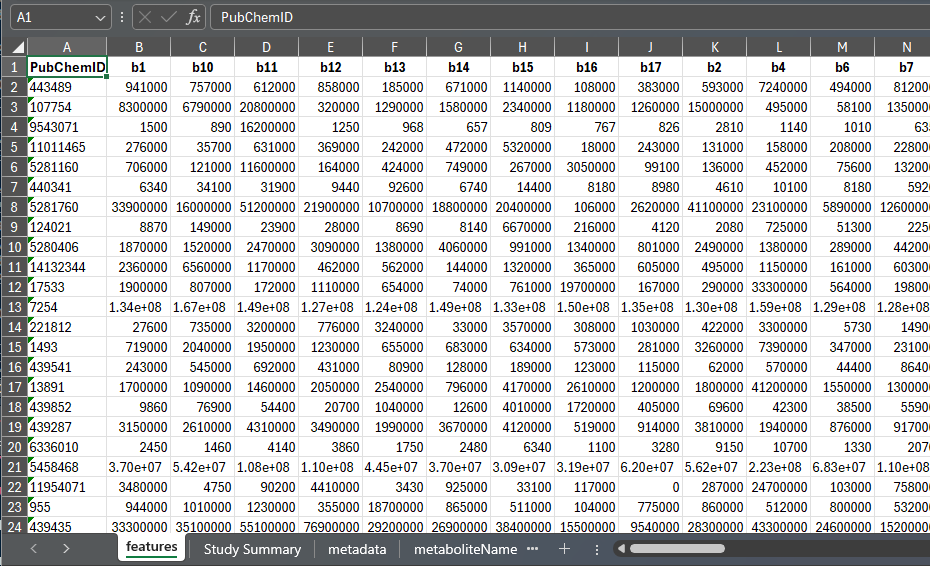 A1 fx PubChemID
A B C D E F G H I J K L M N
1 PubChemID b1 b10 b11 b12 b13 b14 b15 b16 b17 b2 b4 b6 b7
2 443489 941000 757000 612000 858000 185000 671000 1140000 108000 383000 593000 7240000 494000 81200
3 107754 8300000 6790000 20800000 320000 1290000 1580000 2340000 1180000 1260000 15000000 495000 58100 135000
4 9543071 1500 890 16200000 1250 968 657 809 767 826 2810 1140 1010 63
5 11011465 276000 35700 631000 369000 242000 472000 5320000 18000 243000 131000 158000 208000 22800
6 5281160 706000 121000 11600000 164000 424000 749000 267000 3050000 99100 136000 452000 75600 13200
7 440341 6340 34100 31900 9440 92600 6740 14400 8180 8980 4610 10100 8180 592
8 5281760 33900000 16000000 51200000 21900000 10700000 18800000 20400000 106000 2620000 41100000 23100000 5890000 1260000
9 124021 8870 149000 23900 28000 8690 8140 6670000 216000 4120 2080 725000 51300 225
10 5280406 1870000 1520000 2470000 3090000 1380000 4060000 991000 1340000 801000 2490000 1380000 289000 44200
11 14132344 2360000 6560000 1170000 462000 562000 144000 1320000 365000 605000 495000 1150000 161000 60300
12 17533 1900000 807000 172000 1110000 654000 74000 761000 19700000 167000 290000 33300000 564000 19800
13 7254 1.34e+08 1.67e+08 1.49e+08 1.27e+08 1.24e+08 1.49e+08 1.33e+08 1.50e+08 1.35e+08 1.30e+08 1.59e+08 1.29e+08 1.28e+08
14 221812 27600 735000 3200000 776000 3240000 33000 3570000 308000 1030000 422000 3300000 5730 1490
15 1493 719000 2040000 1950000 1230000 655000 683000 634000 573000 281000 3260000 7390000 347000 23100
16 439541 243000 545000 692000 431000 80900 128000 189000 123000 115000 62000 570000 44400 8640
17 13891 1700000 1090000 1460000 2050000 2540000 796000 4170000 2610000 1200000 1800000 41200000 1550000 130000
18 439852 9860 76900 54400 20700 1040000 12600 4010000 1720000 405000 69600 42300 38500 5590
19 439287 3150000 2610000 4310000 3490000 1990000 3670000 4120000 519000 914000 3810000 1940000 876000 91700
20 6336010 2450 1460 4140 3860 1750 2480 6340 1100 3280 9150 10700 1330 207
21 5458468 3.70e+07 5.42e+07 1.08e+08 1.10e+08 4.45e+07 3.70e+07 3.09e+07 3.19e+07 6.20e+07 5.62e+07 2.23e+08 6.83e+07 1.10e+08
22 11954071 3480000 4750 90200 4410000 3430 925000 33100 117000 0 287000 24700000 103000 75800
23 955 944000 1010000 1230000 355000 18700000 865000 511000 104000 775000 860000 512000 800000 53200
24 439435 33300000 35100000 55100000 76900000 29200000 26900000 38400000 15500000 9540000 28300000 43300000 24600000 1520000
features Study Summary metadata metaboliteName ···